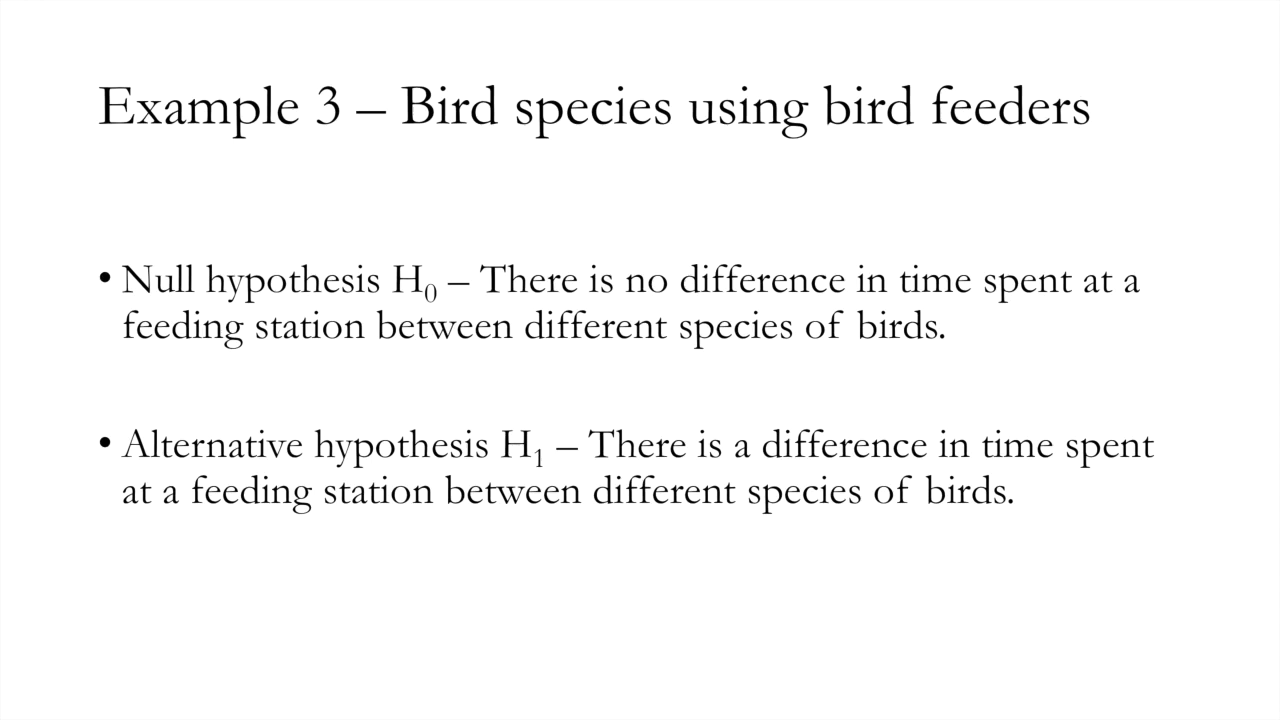 Example 3 – Bird species using bird feeders
• Null hypothesis H₀ – There is no difference in time spent at a
feeding station between different species of birds.
• Alternative hypothesis H₁ – There is a difference in time spent
at a feeding station between different species of birds.